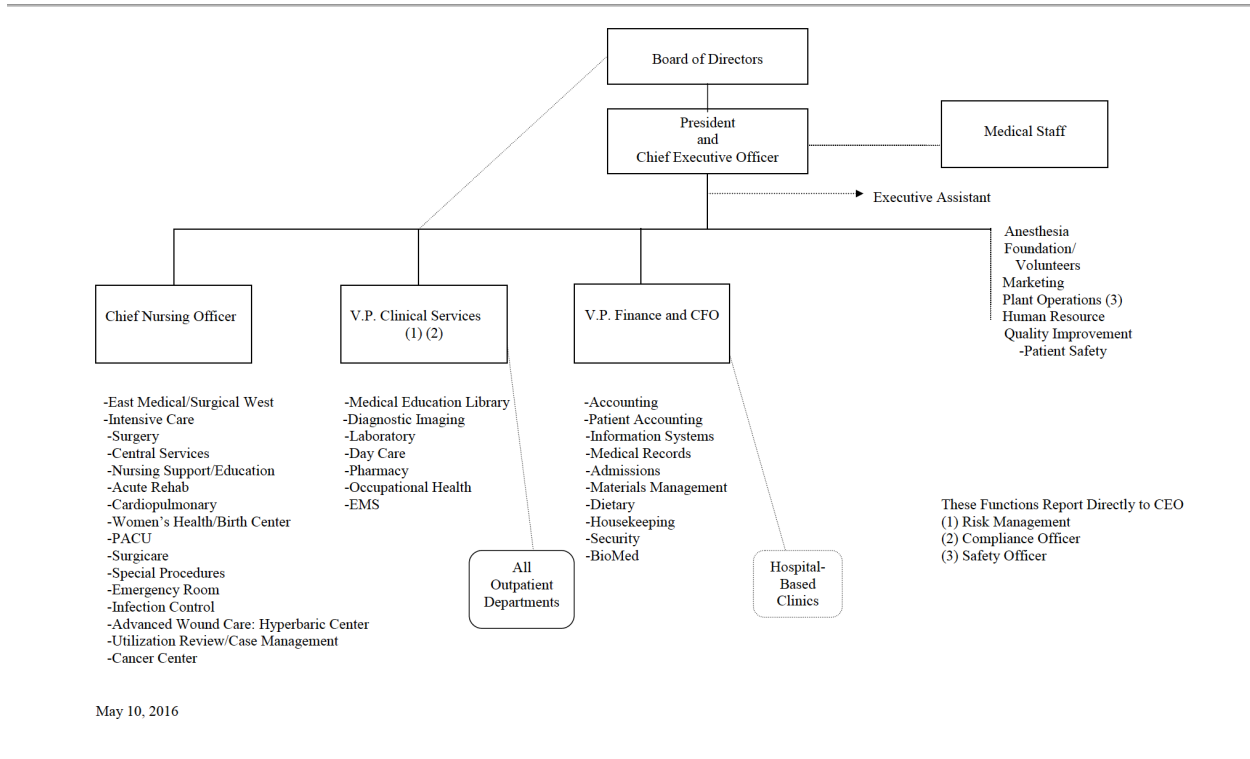 Board of Directors
President
and
Chief Executive Officer
Medical Staff
Executive Assistant
Anesthesia
Foundation/
Volunteers
Marketing
Plant Operations (3)
Human Resource
Quality Improvement
-Patient Safety
Chief Nursing Officer
V.P. Clinical Services
(1) (2)
V.P. Finance and CFO
-East Medical/Surgical West
-Intensive Care
-Surgery
-Central Services
-Nursing Support/Education
-Acute Rehab
-Cardiopulmonary
-Women's Health/Birth Center
-PACU
-Surgicare
-Special Procedures
-Emergency Room
-Infection Control
-Advanced Wound Care: Hyperbaric Center
-Utilization Review/Case Management
-Cancer Center
-Medical Education Library
-Diagnostic Imaging
-Laboratory
-Day Care
-Pharmacy
-Occupational Health
-EMS
All
Outpatient
Departments
-Accounting
-Patient Accounting
-Information Systems
-Medical Records
-Admissions
-Materials Management
-Dietary
-Housekeeping
-Security
-BioMed
Hospital-
Based
Clinics
These Functions Report Directly to CEO
(1) Risk Management
(2) Compliance Officer
(3) Safety Officer
May 10, 2016